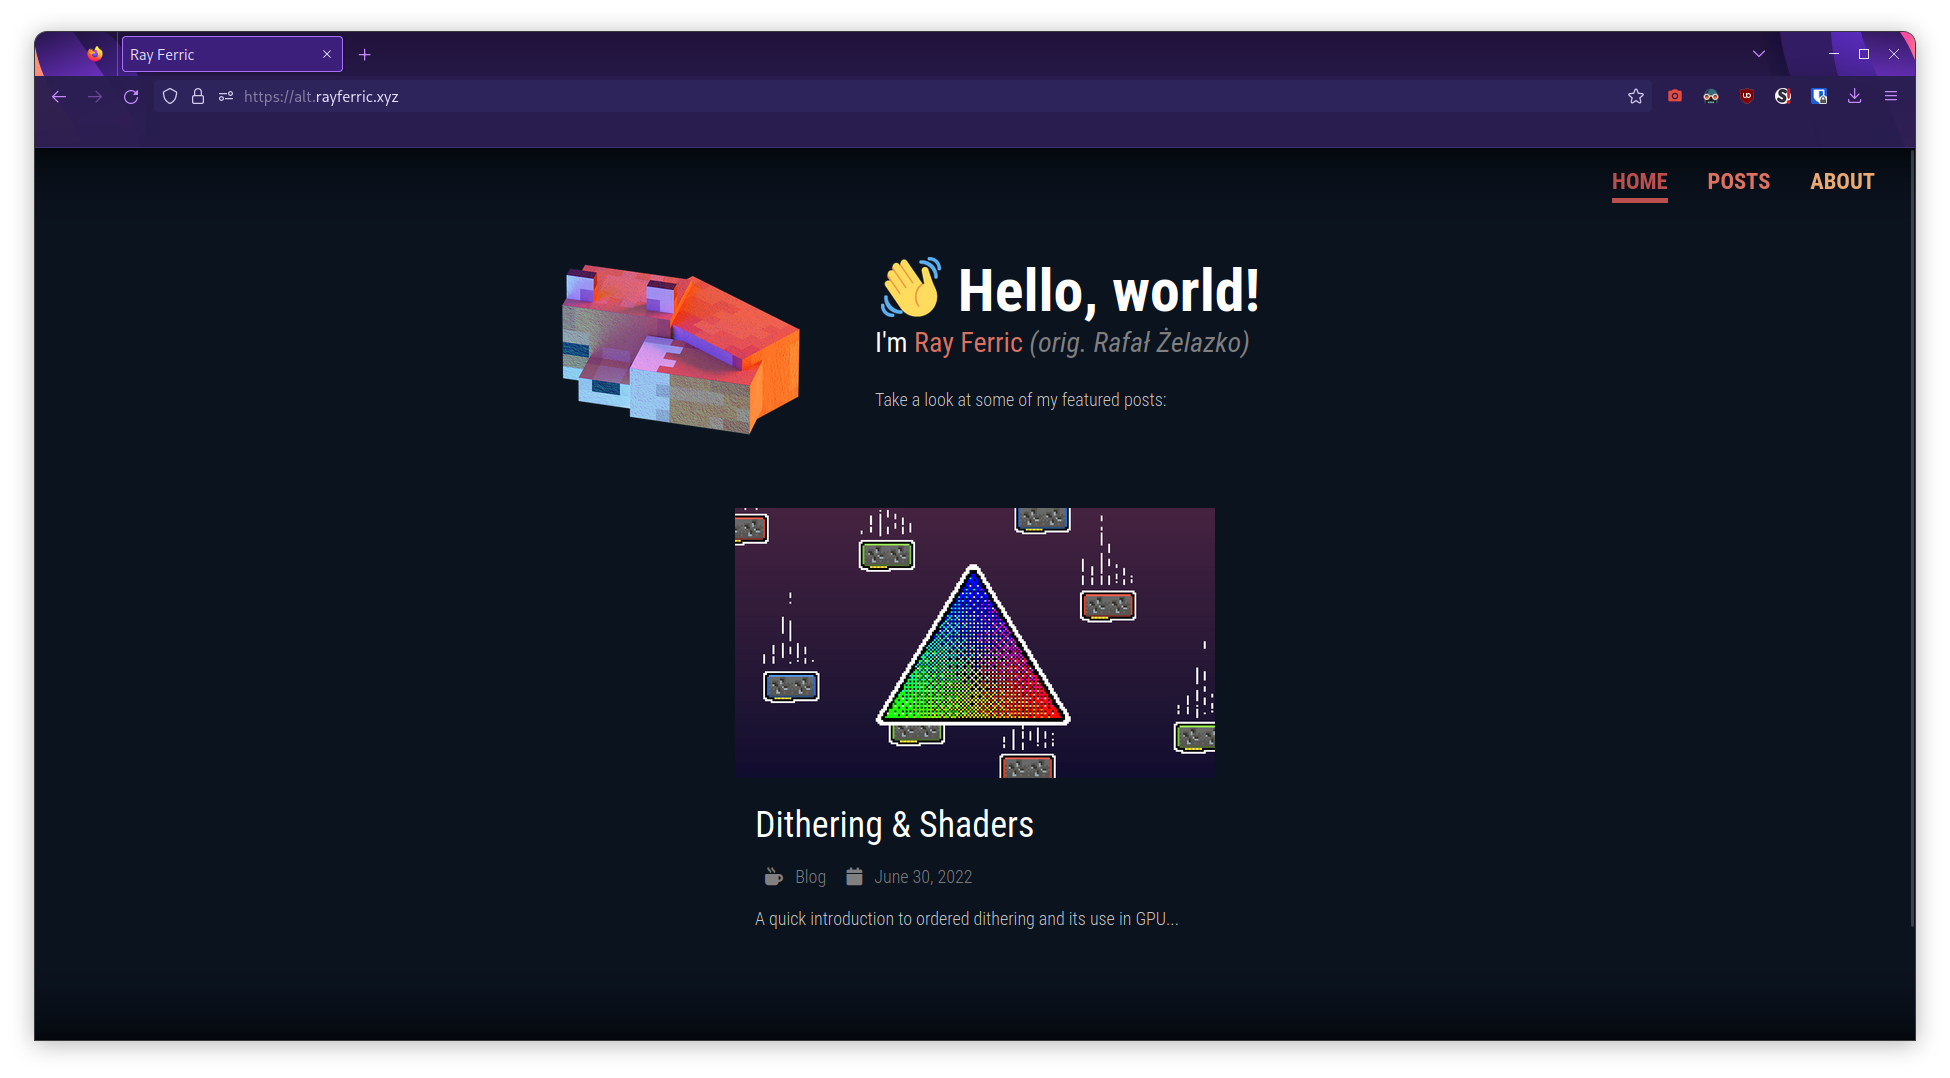 Ray Ferric
https://alt.rayferric.xyz
HOME POSTS ABOUT
👋 Hello, world!
I'm Ray Ferric (orig. Rafał Żelazko)
Take a look at some of my featured posts:
Dithering & Shaders
Blog June 30, 2022
A quick introduction to ordered dithering and its use in GPU...